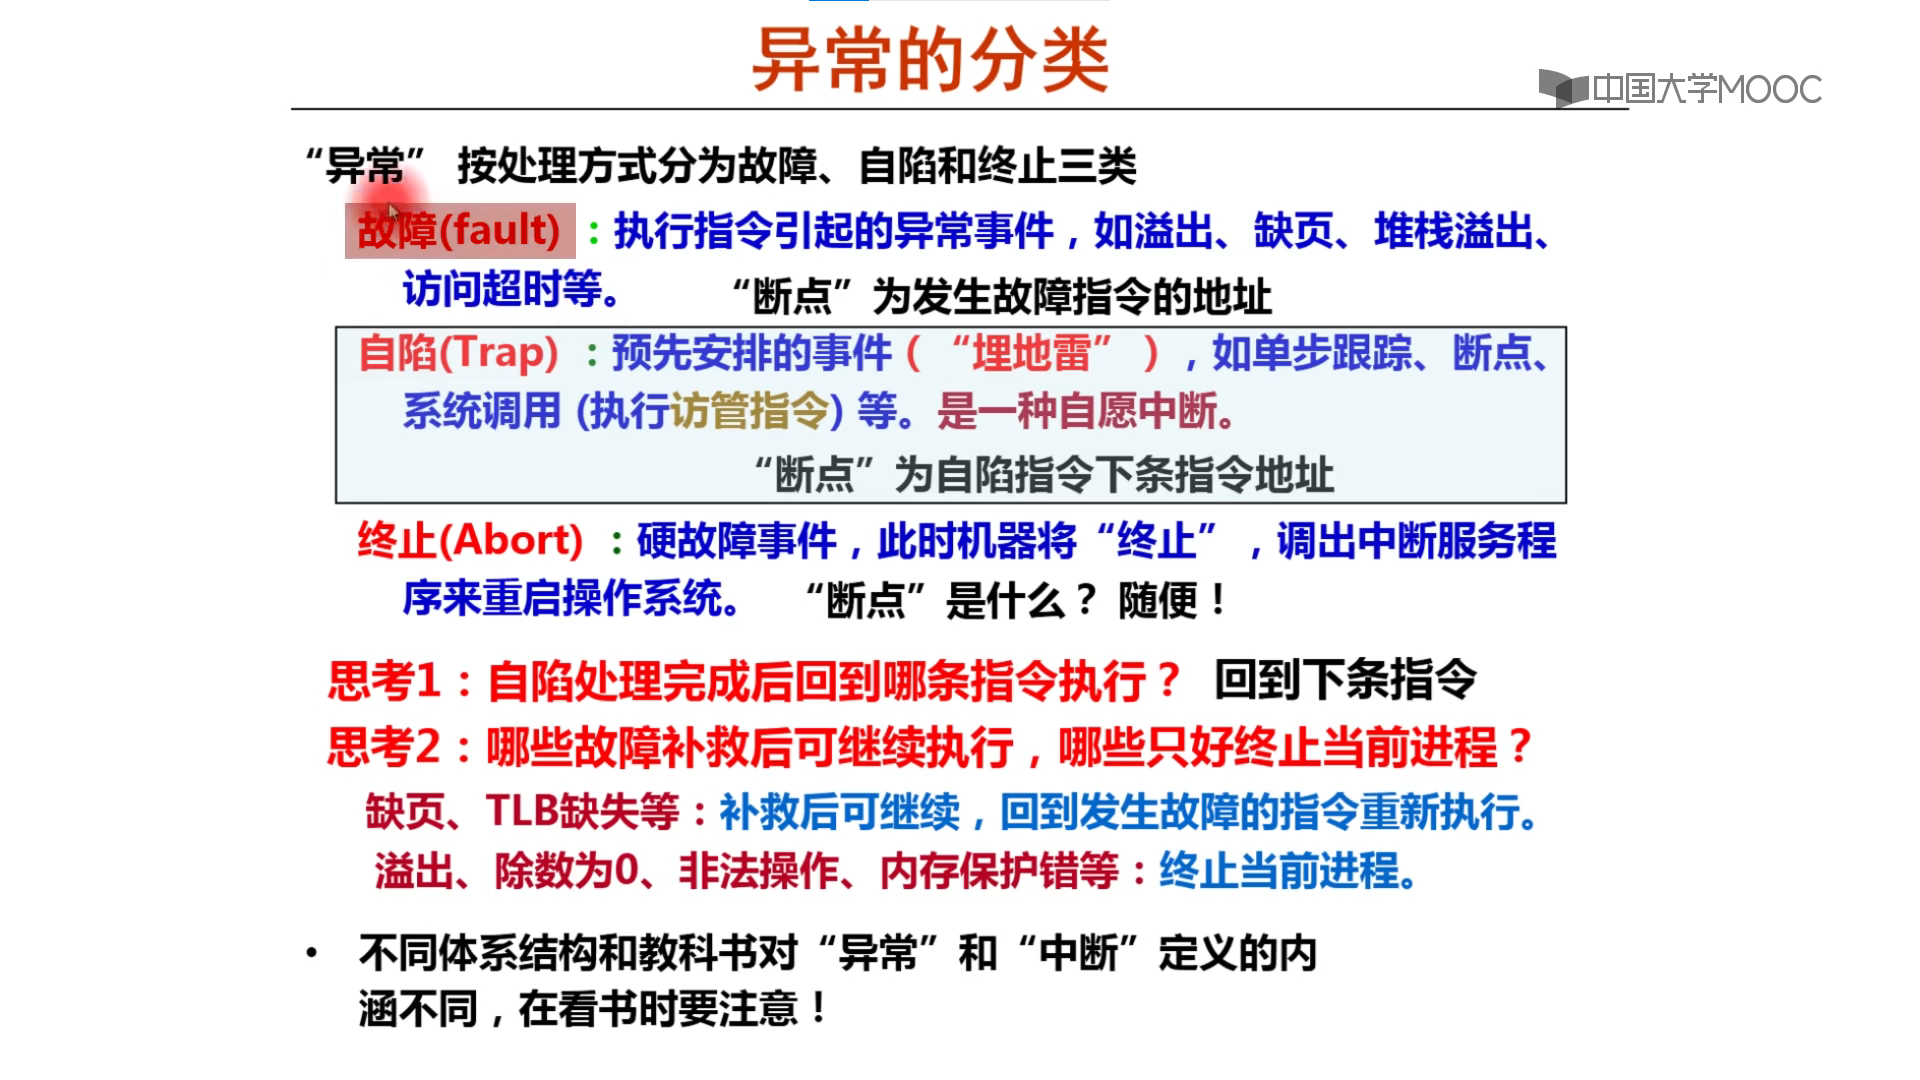 异常的分类
中国大学MOOC
“异常” 按处理方式分为故障、自陷和终止三类
故障(fault) ：执行指令引起的异常事件，如溢出、缺页、堆栈溢出、
访问超时等。 “断点”为发生故障指令的地址
自陷(Trap) ：预先安排的事件（“埋地雷”），如单步跟踪、断点、
系统调用 (执行访管指令) 等。是一种自愿中断。
“断点”为自陷指令下条指令地址
终止(Abort) ：硬故障事件，此时机器将“终止”，调出中断服务程
序来重启操作系统。 “断点”是什么？ 随便！
思考1：自陷处理完成后回到哪条指令执行？ 回到下条指令
思考2：哪些故障补救后可继续执行，哪些只好终止当前进程？
缺页、TLB缺失等：补救后可继续，回到发生故障的指令重新执行。
溢出、除数为0、非法操作、内存保护错等：终止当前进程。
• 不同体系结构和教科书对“异常”和“中断”定义的内
涵不同，在看书时要注意！